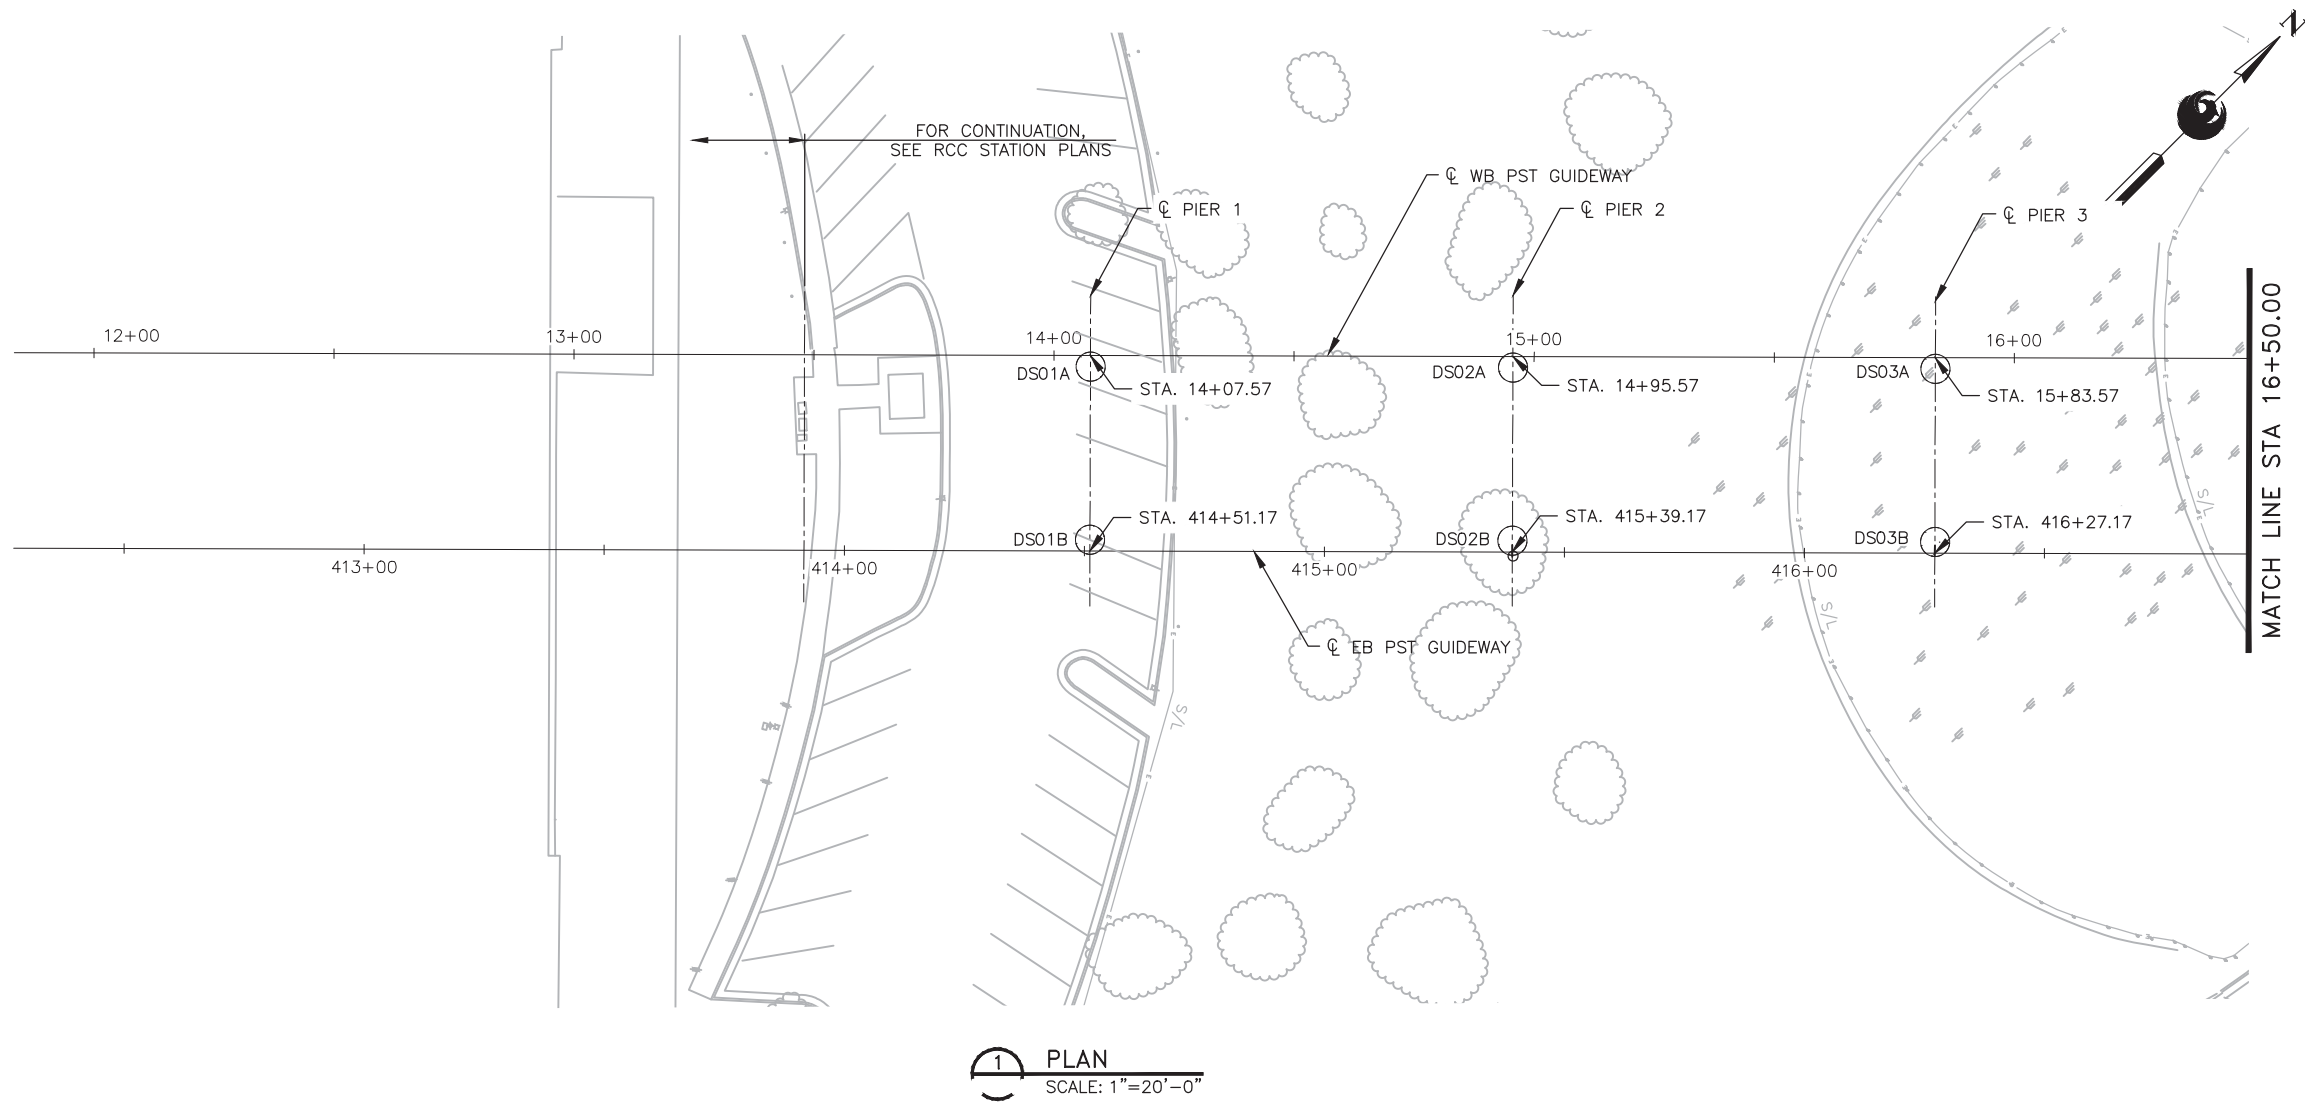 N
FOR CONTINUATION,
SEE RCC STATION PLANS
℄ WB PST GUIDEWAY
℄ PIER 1
℄ PIER 2
℄ PIER 3
12+00
13+00
14+00
15+00
16+00
DS01A
STA. 14+07.57
DS02A
STA. 14+95.57
DS03A
STA. 15+83.57
MATCH LINE STA 16+50.00
S/L
DS01B
STA. 414+51.17
DS02B
STA. 415+39.17
DS03B
STA. 416+27.17
413+00
414+00
415+00
416+00
S/L
℄ EB PST GUIDEWAY
S/L
1
PLAN
SCALE: 1"=20'-0"